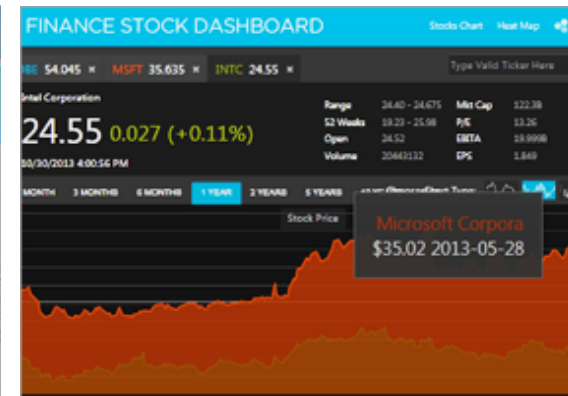 FINANCE STOCK DASHBOARD
Stocks Chart Heat Map
BE 54.045 × MSFT 35.635 × INTC 24.55 ×
Type Valid Ticker Here
Intel Corporation
24.55 0.027 (+0.11%)
10/30/2013 4:00:56 PM
Range 24.40 - 24.675 Mkt Cap 122.3B
52 Weeks 19.23 - 25.98 P/E 13.26
Open 24.52 EBITA 19.999B
Volume 20443132 EPS 1.849
MONTH 3 MONTHS 6 MONTHS 1 YEAR 2 YEARS 5 YEARS
Type:
Stock Price
Microsoft Corpora
$35.02 2013-05-28